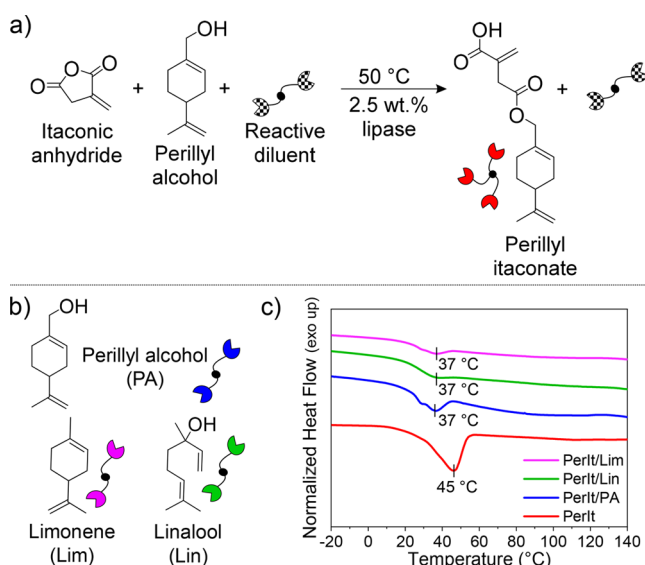 a)
O
O
O
Itaconic
anhydride
+
OH
Perillyl
alcohol
+
Reactive
diluent
50 °C
2.5 wt.%
lipase
OH
O
O
O
Perillyl
itaconate
+
b)
OH
Perillyl alcohol
(PA)
Limonene
(Lim)
OH
Linalool
(Lin)
c)
Normalized Heat Flow (exo up)
37 °C
37 °C
37 °C
45 °C
PerIt/Lim
PerIt/Lin
PerIt/PA
PerIt
-20 0 20 40 60 80 100 120 140
Temperature (°C)